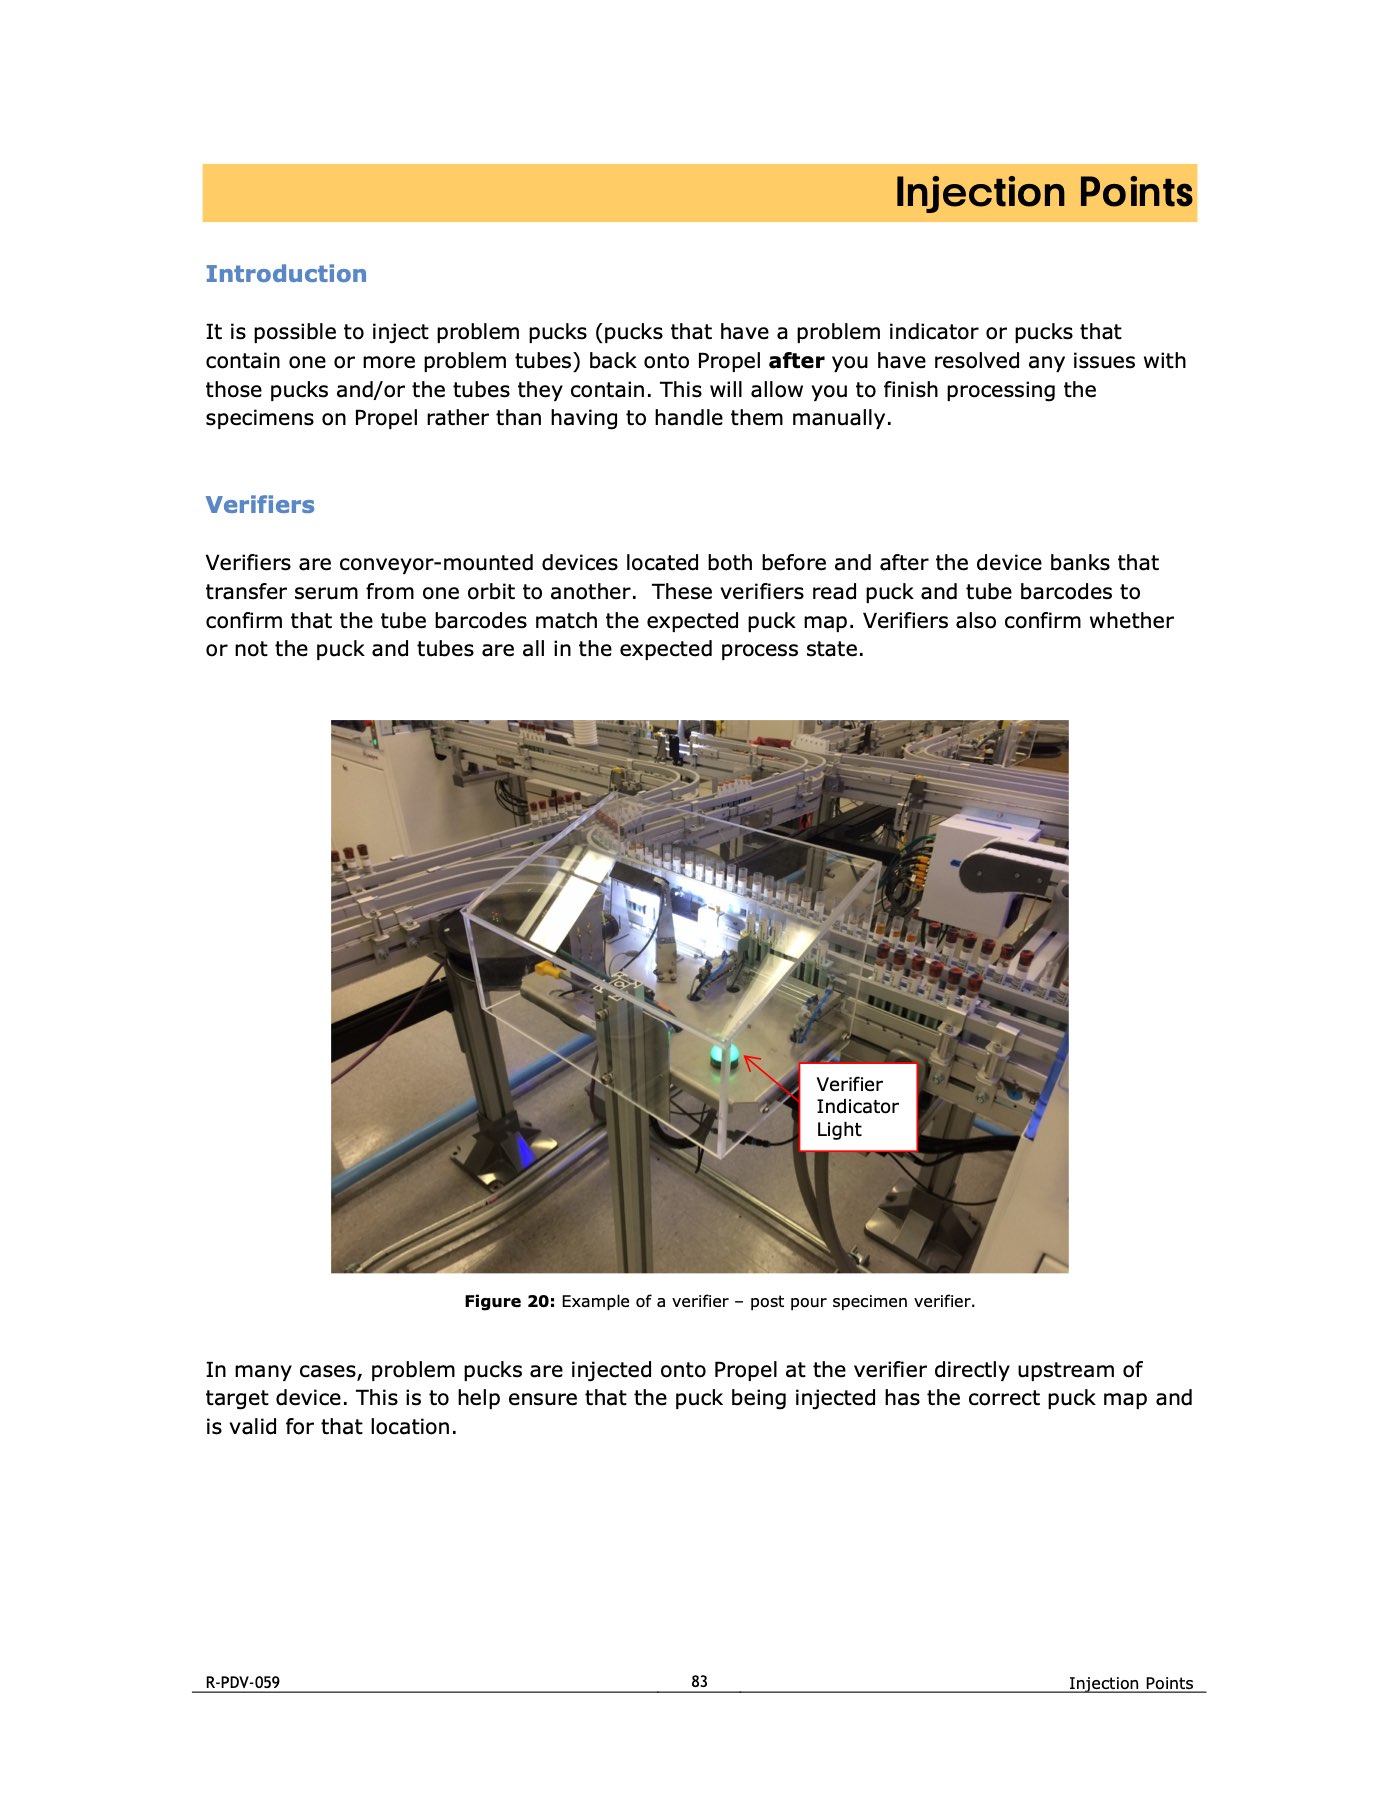 Injection Points
Introduction
It is possible to inject problem pucks (pucks that have a problem indicator or pucks that
contain one or more problem tubes) back onto Propel after you have resolved any issues with
those pucks and/or the tubes they contain. This will allow you to finish processing the
specimens on Propel rather than having to handle them manually.
Verifiers
Verifiers are conveyor-mounted devices located both before and after the device banks that
transfer serum from one orbit to another.  These verifiers read puck and tube barcodes to
confirm that the tube barcodes match the expected puck map. Verifiers also confirm whether
or not the puck and tubes are all in the expected process state.
Verifier
Indicator
Light
Figure 20: Example of a verifier – post pour specimen verifier.
In many cases, problem pucks are injected onto Propel at the verifier directly upstream of
target device. This is to help ensure that the puck being injected has the correct puck map and
is valid for that location.
R-PDV-059 83 Injection Points